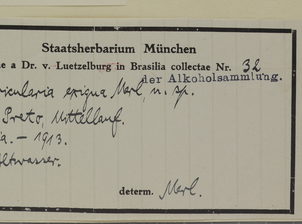 Staatsherbarium München
e a Dr. v. Luetzelburg in Brasilia collectae Nr. 32
der Alkoholsammlung.
ricularia exigua Merl, n. sp.
Preto, Mittellauf.
a. - 1913.
determ. Merl.